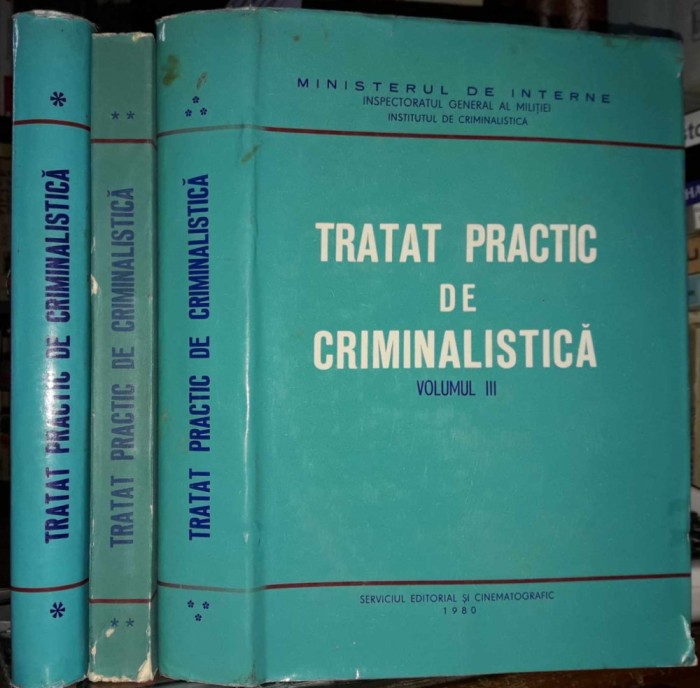 *
TRATAT PRACTIC DE CRIMINALISTICĂ
*
* *
TRATAT PRACTIC DE CRIMINALISTICĂ
* *
* * *
TRATAT PRACTIC DE CRIMINALISTICĂ
* * *
MINISTERUL DE INTERNE
INSPECTORATUL GENERAL AL MILIȚIEI
INSTITUTUL DE CRIMINALISTICA
TRATAT PRACTIC
DE
CRIMINALISTICĂ
VOLUMUL III
SERVICIUL EDITORIAL ȘI CINEMATOGRAFIC
1980